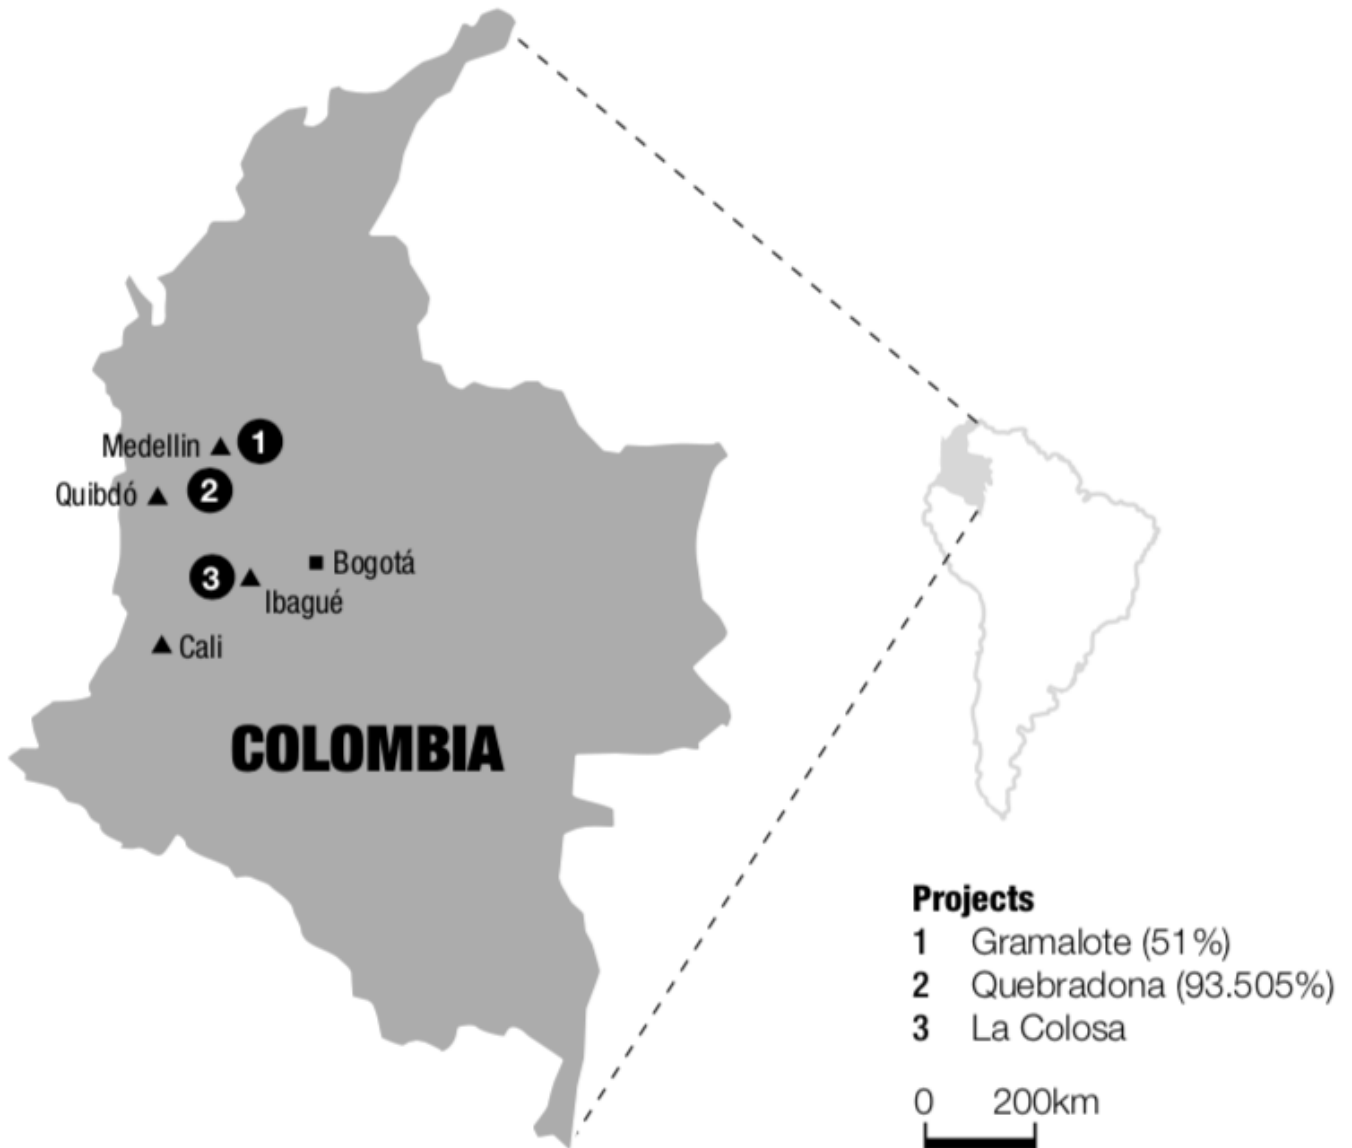 Medellin
1
Quibdó
2
3
Bogotá
Ibagué
Cali
COLOMBIA
Projects
1 Gramalote (51%)
2 Quebradona (93.505%)
3 La Colosa
0 200km